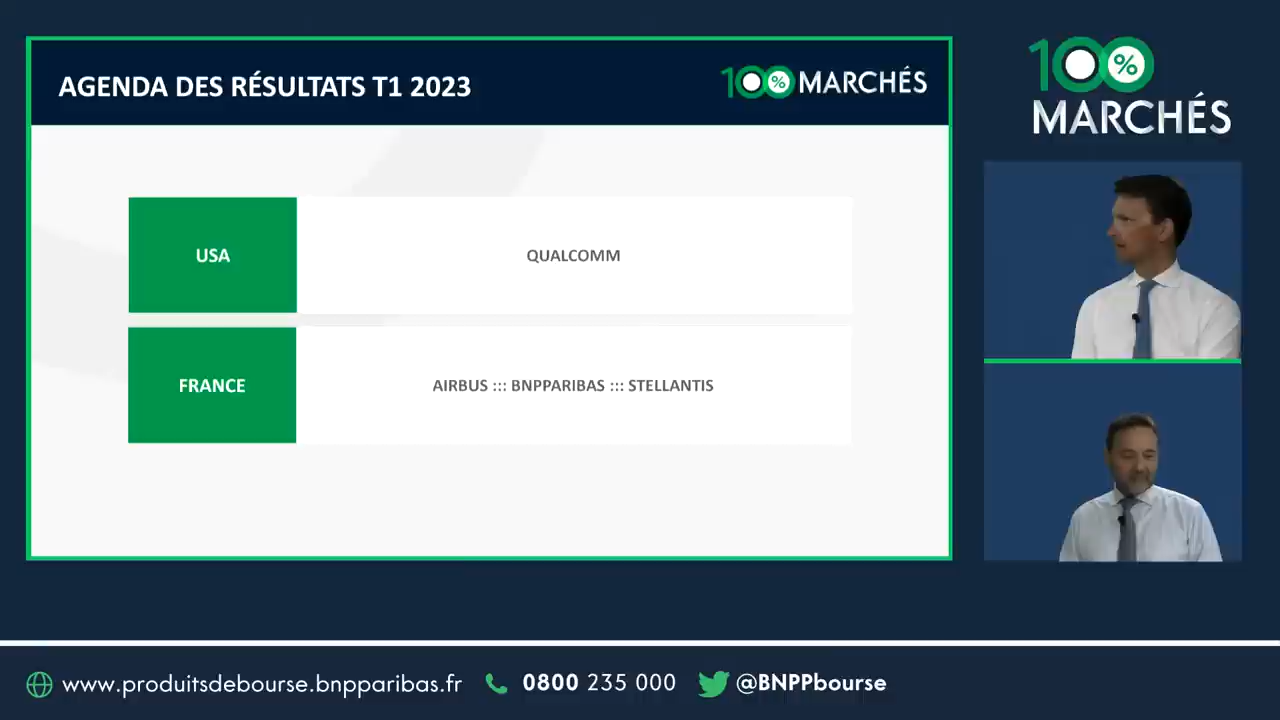 AGENDA DES RÉSULTATS T1 2023
100% MARCHÉS
100%
MARCHÉS
USA
QUALCOMM
FRANCE
AIRBUS ::: BNPPARIBAS ::: STELLANTIS
www.produitsdebourse.bnpparibas.fr
0800 235 000
@BNPPbourse